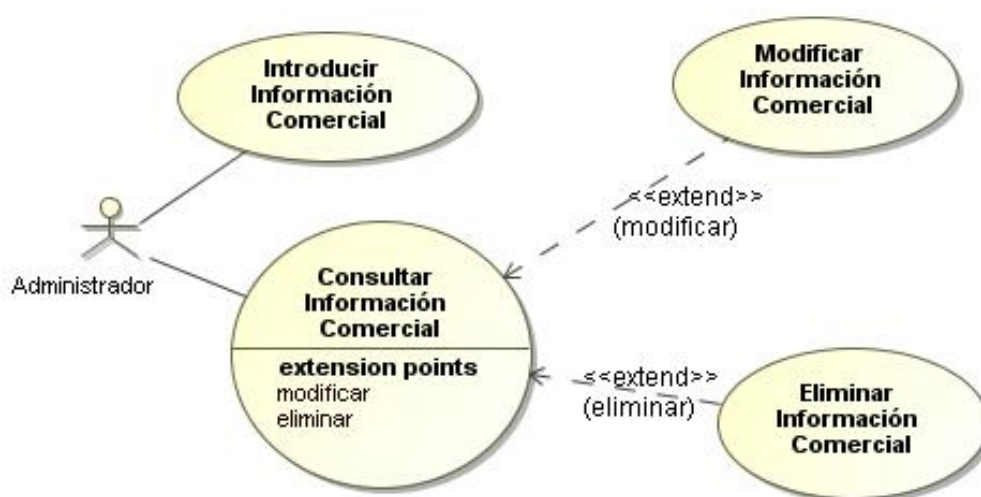 Introducir
Información
Comercial
Modificar
Información
Comercial
<<extend>>
(modificar)
Administrador
Consultar
Información
Comercial
extension points
modificar
eliminar
<<extend>>
(eliminar)
Eliminar
Información
Comercial